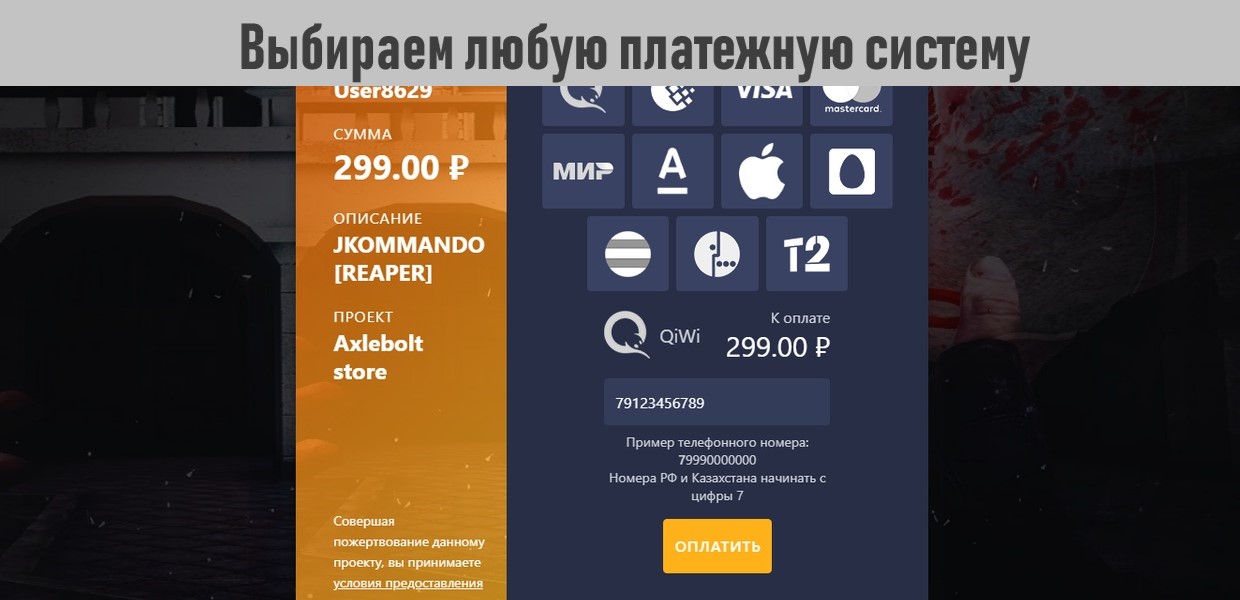 Выбираем любую платежную систему
User8629
VISA
mastercard.
СУММА
299.00 ₽
МИР
А
ОПИСАНИЕ
JKOMMANDO
[REAPER]
T2
ПРОЕКТ
Axlebolt
store
QiWi
К оплате
299.00 ₽
79123456789
Пример телефонного номера:
79990000000
Номера РФ и Казахстана начинать с
цифры 7
ОПЛАТИТЬ
Совершая
пожертвование данному
проекту, вы принимаете
условия предоставления